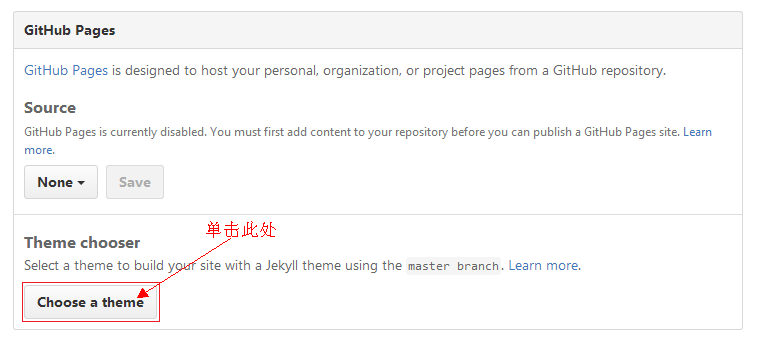 GitHub Pages
GitHub Pages is designed to host your personal, organization, or project pages from a GitHub repository.
Source
GitHub Pages is currently disabled. You must first add content to your repository before you can publish a GitHub Pages site. Learn
more.
None Save
单击此处
Theme chooser
Select a theme to build your site with a Jekyll theme using the master branch. Learn more.
Choose a theme